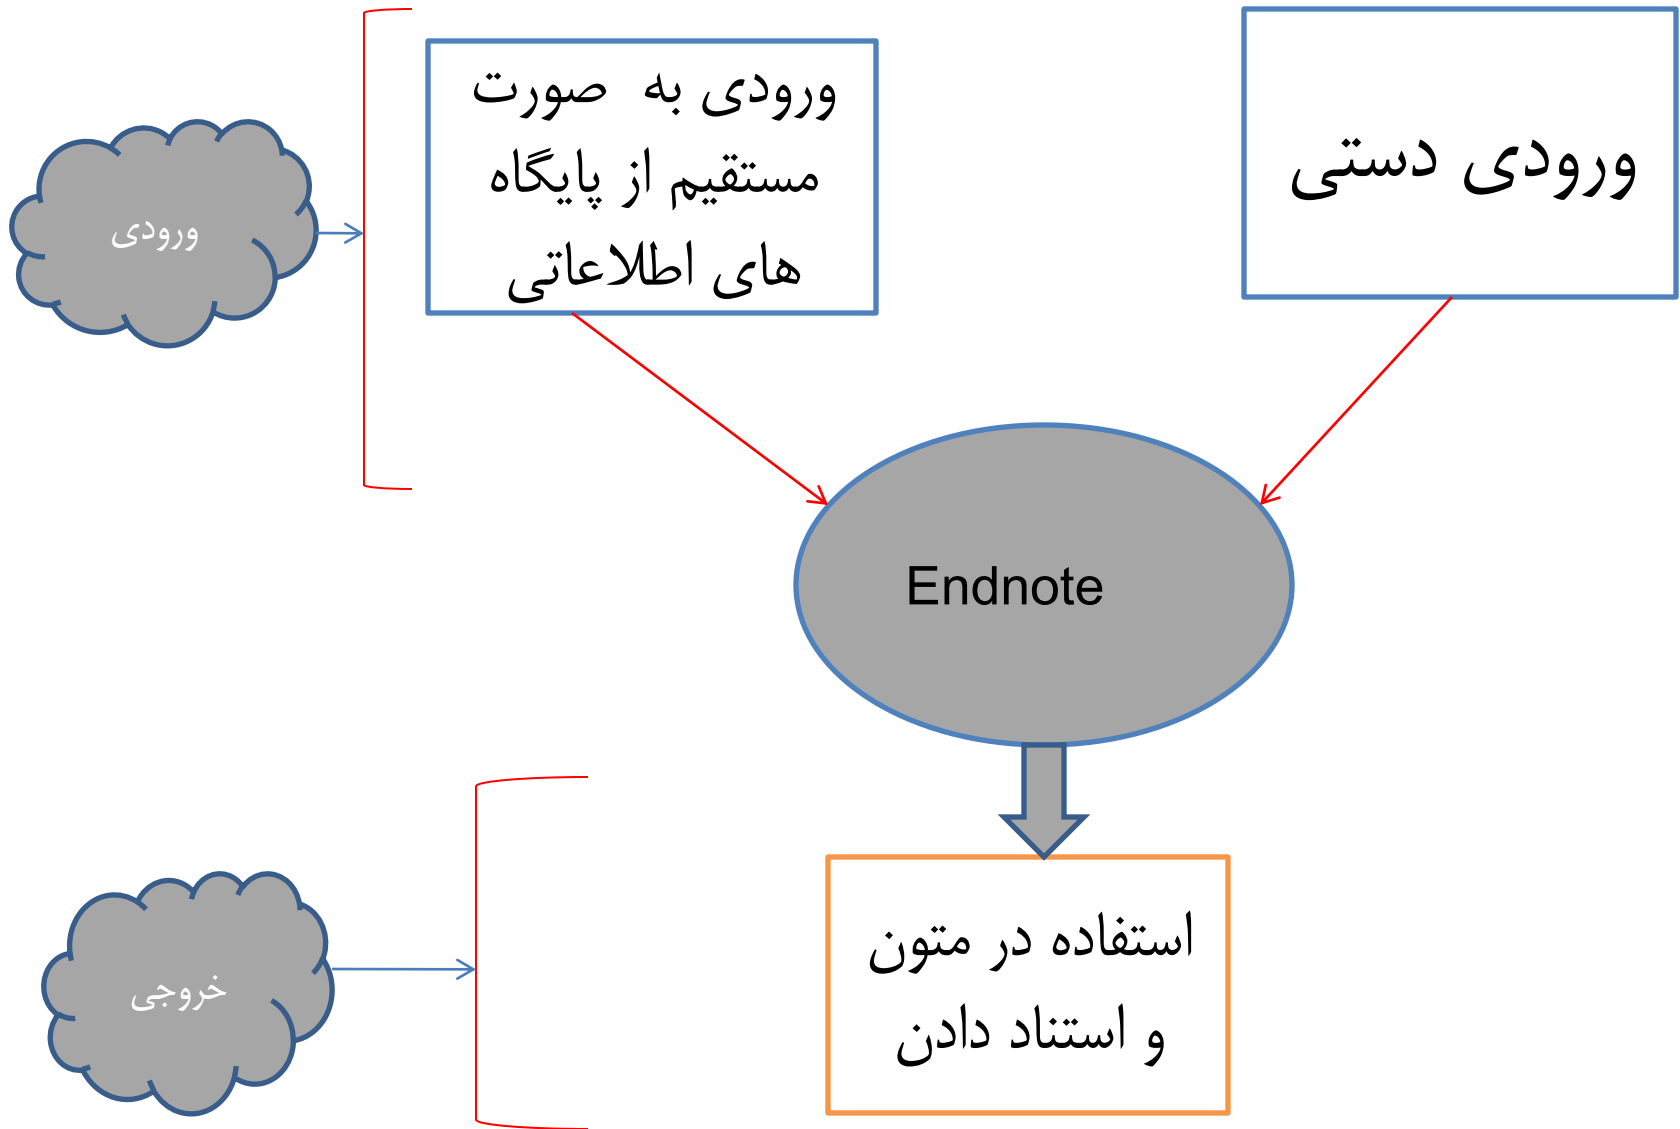 ورودی دستی
ورودی به صورت
مستقیم از پایگاه
های اطلاعاتی
ورودی
Endnote
استفاده در متون
و استناد دادن
خروجی